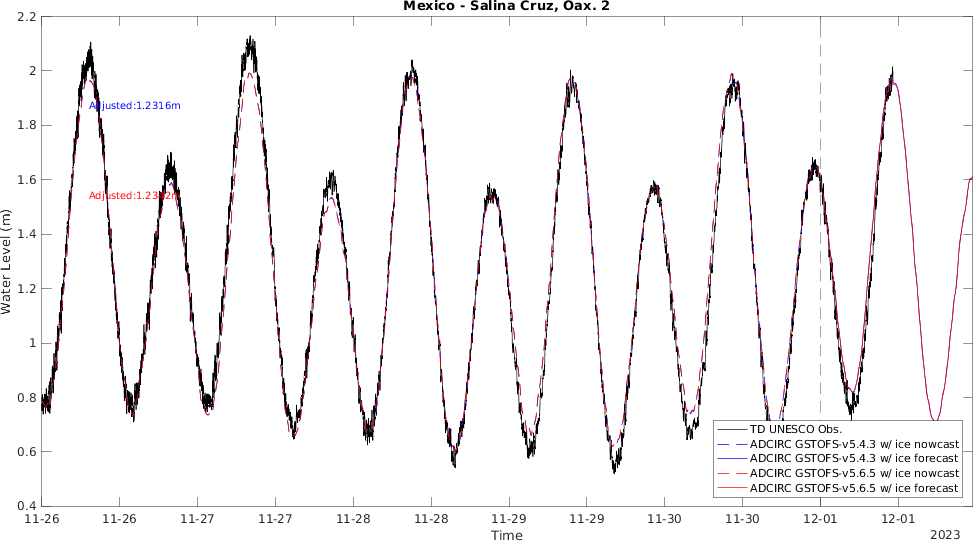 Mexico - Salina Cruz, Oax. 2
2.2
2
1.8
1.6
1.4
1.2
1
0.8
0.6
0.4
Water Level (m)
Adjusted:1.2316m
TD UNESCO Obs.
ADCIRC GSTOFS-v5.4.3 w/ ice nowcast
ADCIRC GSTOFS-v5.4.3 w/ ice forecast
ADCIRC GSTOFS-v5.6.5 w/ ice nowcast
ADCIRC GSTOFS-v5.6.5 w/ ice forecast
11-26 11-26 11-27 11-27 11-28 11-28 11-29 11-29 11-30 11-30 12-01 12-01
Time
2023